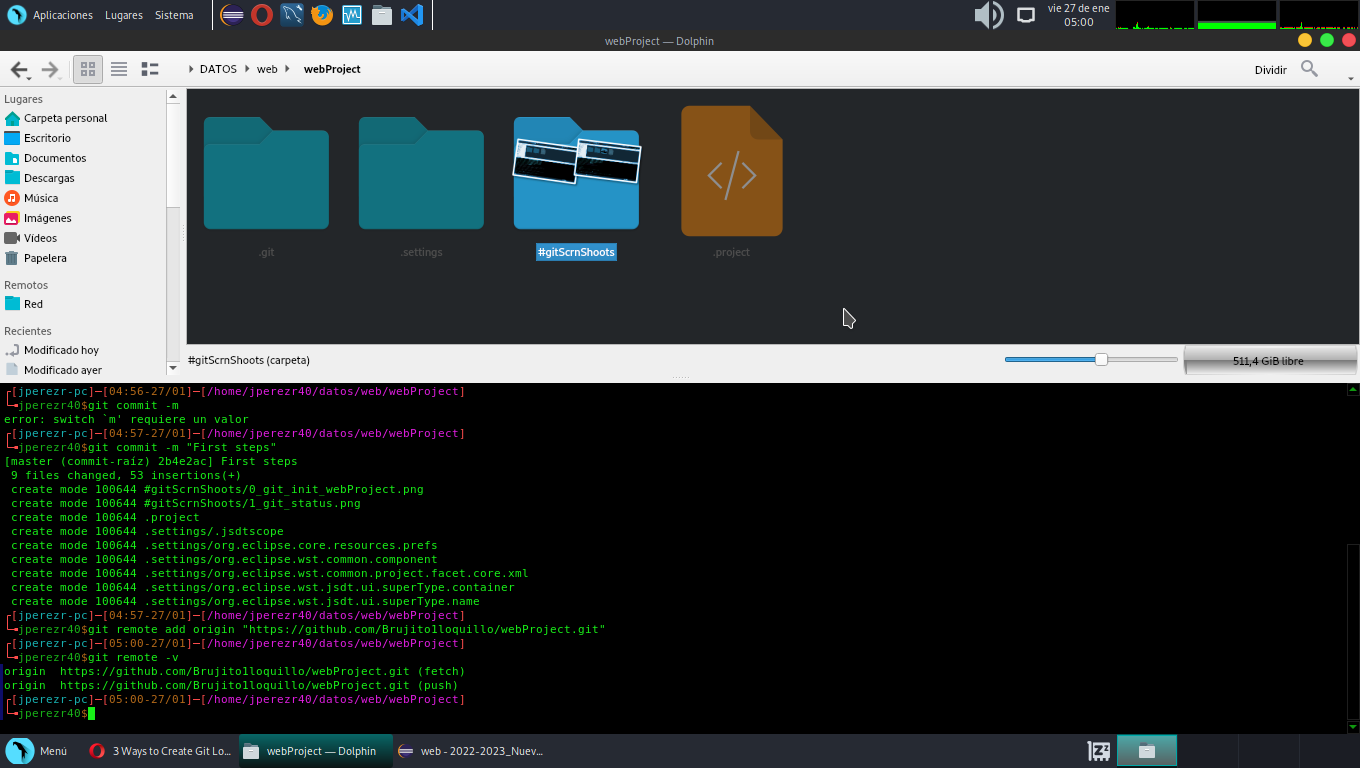 Aplicaciones Lugares Sistema
vie 27 de ene
05:00
webProject — Dolphin
DATOS web webProject
Dividir
Lugares
Carpeta personal
Escritorio
Documentos
Descargas
Música
Imágenes
Vídeos
Papelera
Remotos
Red
Recientes
Modificado hoy
Modificado ayer
.git .settings #gitScrnShoots .project
#gitScrnShoots (carpeta)
511,4 GiB libre
┌[jperezr-pc]─[04:56-27/01]─[/home/jperezr40/datos/web/webProject]
└╼jperezr40$git commit -m
error: switch `m' requiere un valor
┌[jperezr-pc]─[04:57-27/01]─[/home/jperezr40/datos/web/webProject]
└╼jperezr40$git commit -m "First steps"
[master (commit-raíz) 2b4e2ac] First steps
 9 files changed, 53 insertions(+)
 create mode 100644 #gitScrnShoots/0_git_init_webProject.png
 create mode 100644 #gitScrnShoots/1_git_status.png
 create mode 100644 .project
 create mode 100644 .settings/.jsdtscope
 create mode 100644 .settings/org.eclipse.core.resources.prefs
 create mode 100644 .settings/org.eclipse.wst.common.component
 create mode 100644 .settings/org.eclipse.wst.common.project.facet.core.xml
 create mode 100644 .settings/org.eclipse.wst.jsdt.ui.superType.container
 create mode 100644 .settings/org.eclipse.wst.jsdt.ui.superType.name
┌[jperezr-pc]─[04:57-27/01]─[/home/jperezr40/datos/web/webProject]
└╼jperezr40$git remote add origin "https://github.com/Brujito1loquillo/webProject.git"
┌[jperezr-pc]─[05:00-27/01]─[/home/jperezr40/datos/web/webProject]
└╼jperezr40$git remote -v
origin  https://github.com/Brujito1loquillo/webProject.git (fetch)
origin  https://github.com/Brujito1loquillo/webProject.git (push)
┌[jperezr-pc]─[05:00-27/01]─[/home/jperezr40/datos/web/webProject]
└╼jperezr40$
Menú 3 Ways to Create Git Lo... webProject — Dolphin web - 2022-2023_Nuev...